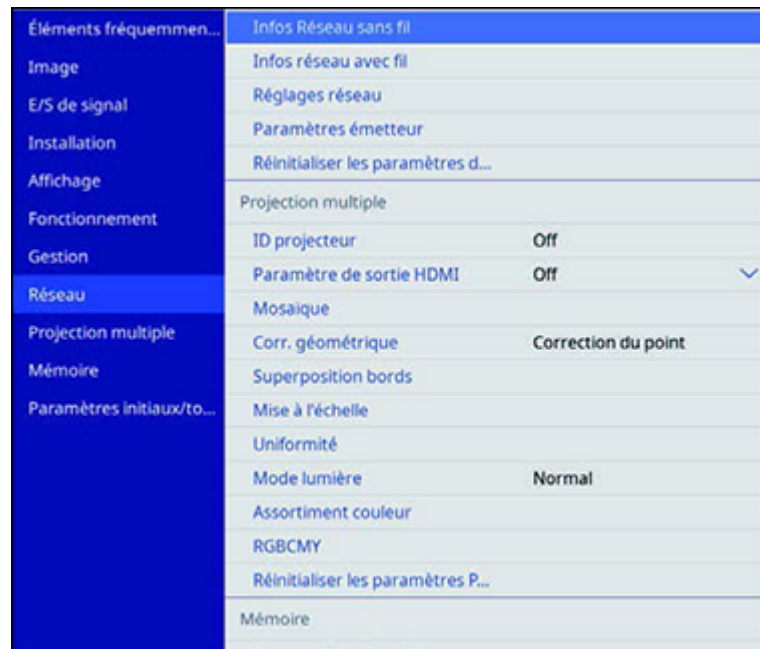 Éléments fréquemmen...
Image
E/S de signal
Installation
Affichage
Fonctionnement
Gestion
Réseau
Projection multiple
Mémoire
Paramètres initiaux/to...
Infos Réseau sans fil
Infos réseau avec fil
Réglages réseau
Paramètres émetteur
Réinitialiser les paramètres d...
Projection multiple
ID projecteur Off
Paramètre de sortie HDMI Off
Mosaïque
Corr. géométrique Correction du point
Superposition bords
Mise à l'échelle
Uniformité
Mode lumière Normal
Assortiment couleur
RGBCMY
Réinitialiser les paramètres P...
Mémoire